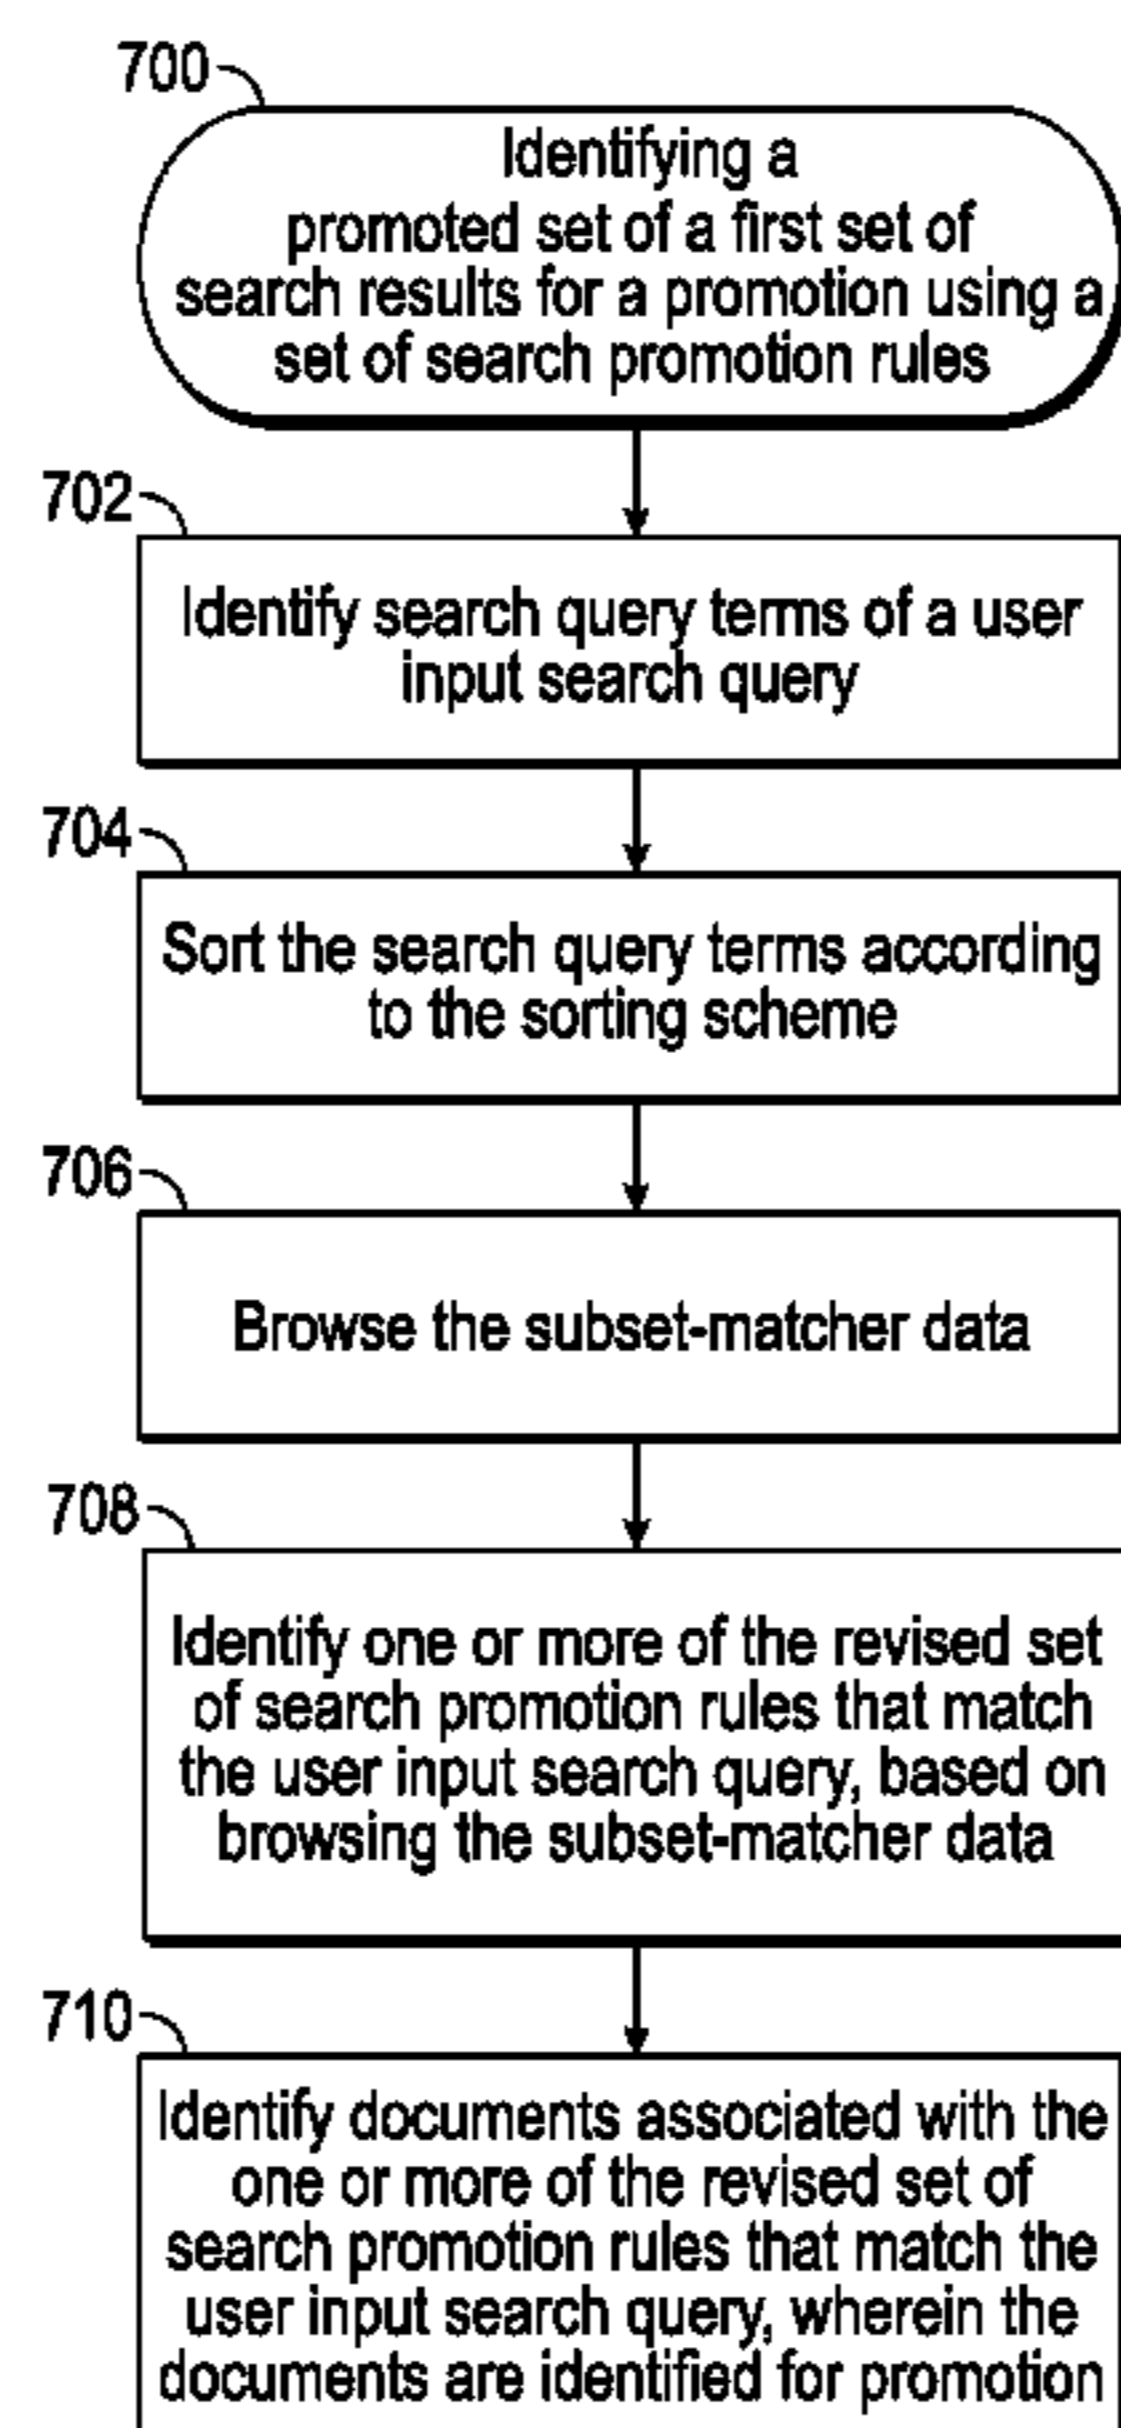 700
Identifying a
promoted set of a first set of
search results for a promotion using a
set of search promotion rules
702
Identify search query terms of a user
input search query
704
Sort the search query terms according
to the sorting scheme
706
Browse the subset-matcher data
708
Identify one or more of the revised set
of search promotion rules that match
the user input search query, based on
browsing the subset-matcher data
710
Identify documents associated with the
one or more of the revised set of
search promotion rules that match the
user input search query, wherein the
documents are identified for promotion